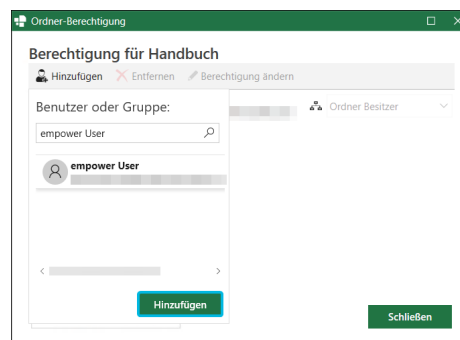 Ordner-Berechtigung
Berechtigung für Handbuch
Hinzufügen Entfernen Berechtigung ändern
Benutzer oder Gruppe:
Ordner Besitzer
empower User
empower User
Hinzufügen
Schließen